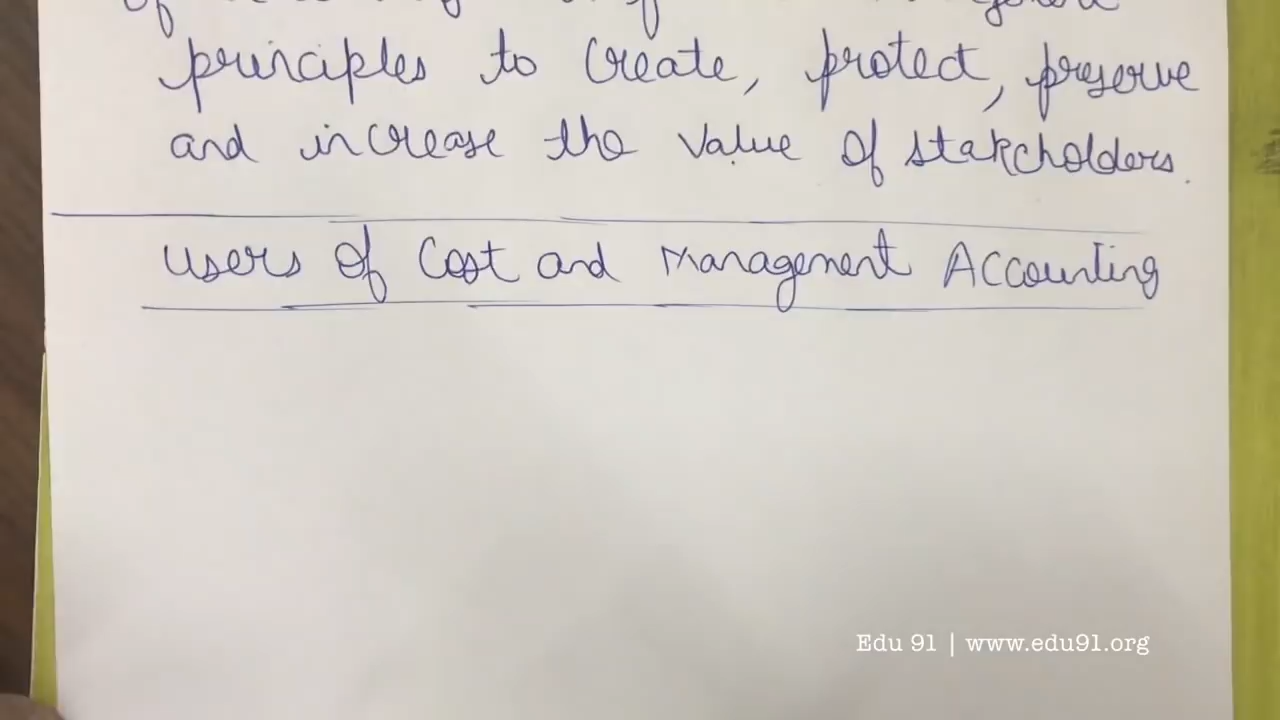 of
principles to create, protect, preserve
and increase the value of stakeholders.
Users of Cost and Management Accounting
Edu 91 | www.edu91.org